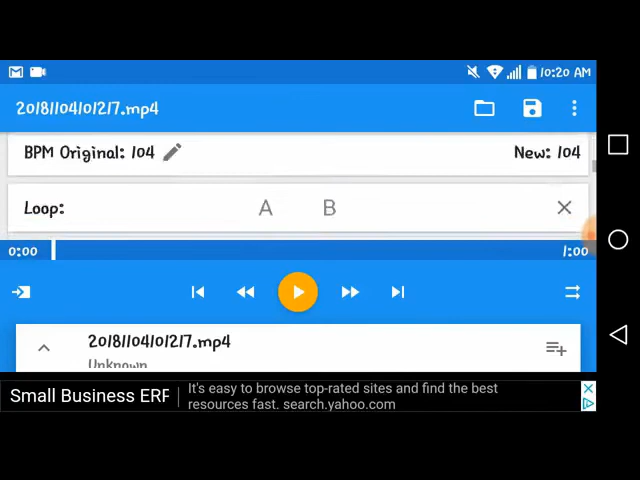 10:20 AM
20181104101217.mp4
BPM Original: 104
New: 104
Loop:
A
B
0:00
1:00
20181104101217.mp4
Unknown
Small Business ERP
It's easy to browse top-rated sites and find the best
resources fast. search.yahoo.com